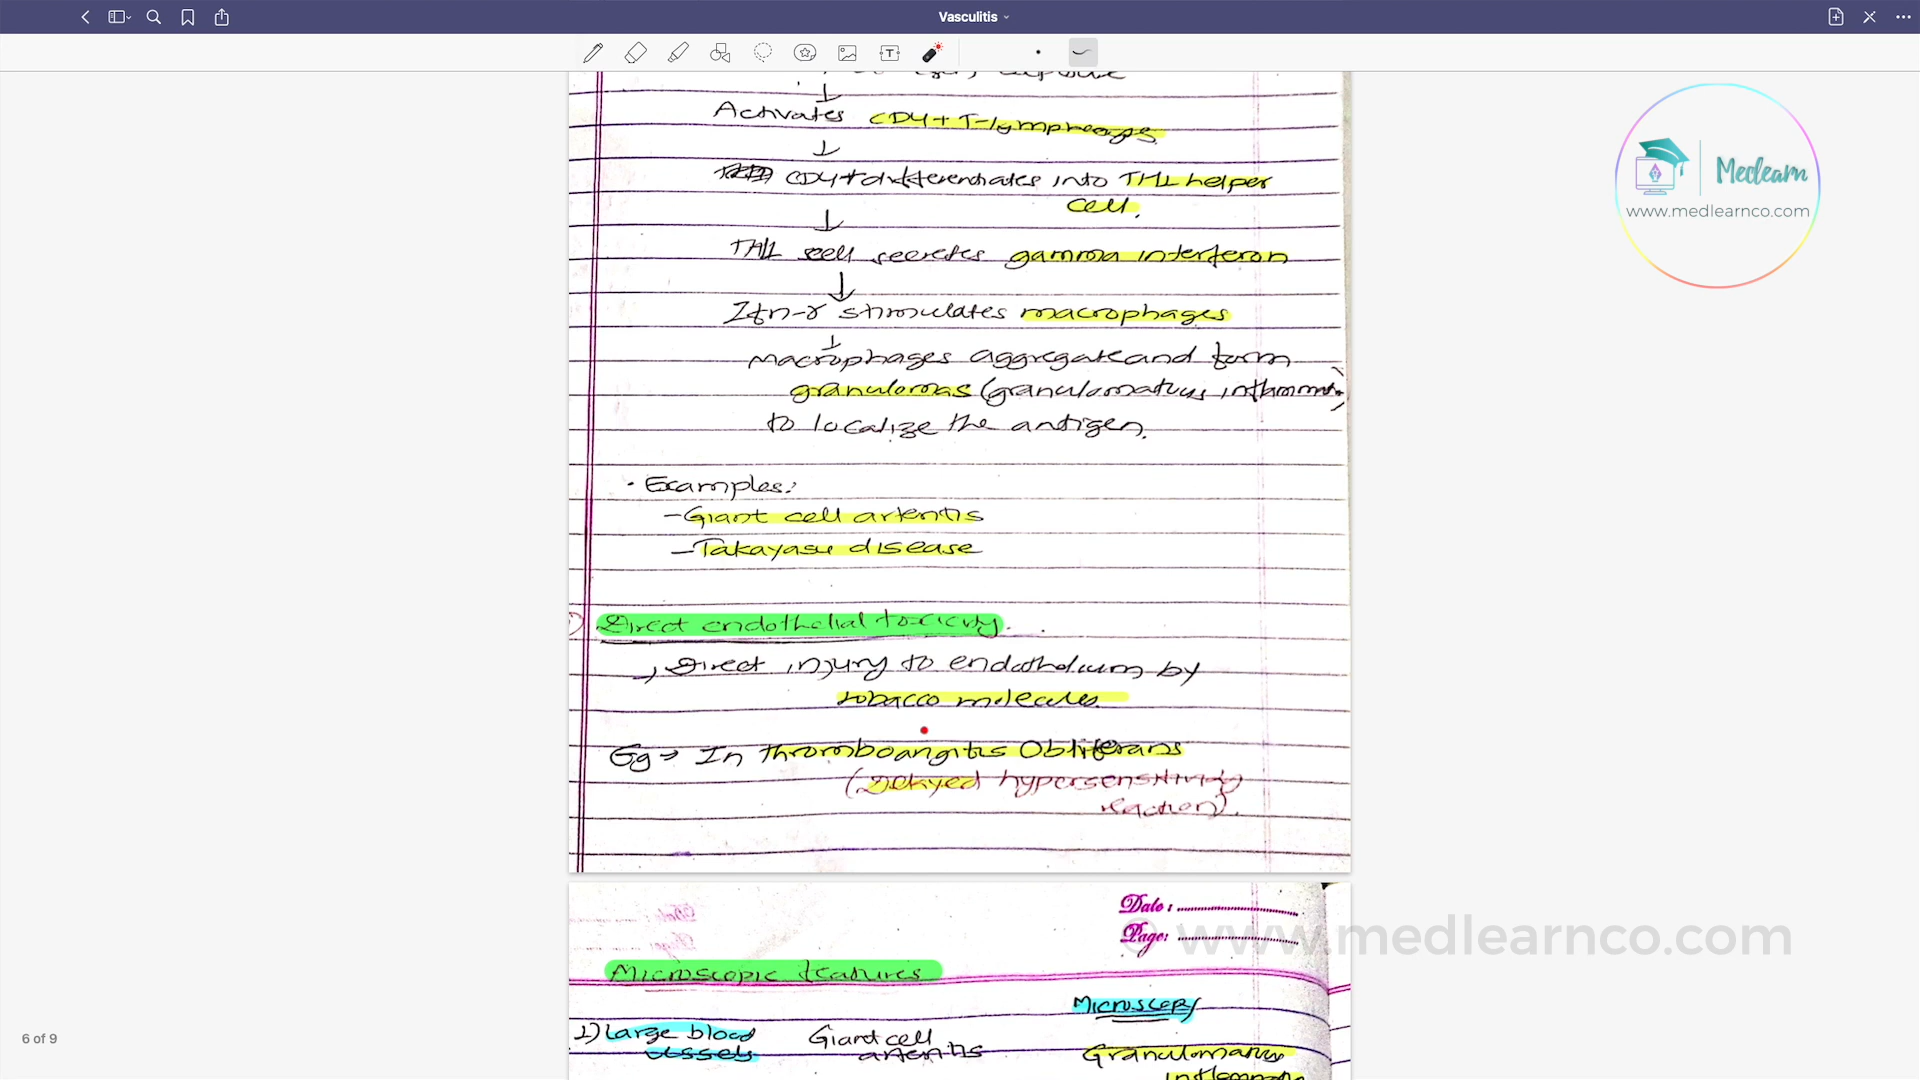 Vasculitis
Medlearn
www.medlearnco.com
Activates CD4+ T-lymphocytes
CD4+ differentiates into TH1 helper
cell.
TH1 cell secretes gamma interferon
Ifn-γ stimulates macrophages
macrophages aggregate and form
granulomas (granulomatous inflammatn)
to localize the antigen.
• Examples:
- Giant cell arteritis
- Takayasu disease
Direct endothelial toxicity.
→ Direct injury to endothelium by
tobacco molecules.
Eg → In thromboangitis Obliterans
(Delayed hypersensitivity
reaction).
Date :
Page:
© www.medlearnco.com
Microscopic features
Microscopy
1) Large blood vessels Giant cell arteritis Granulomatous
6 of 9